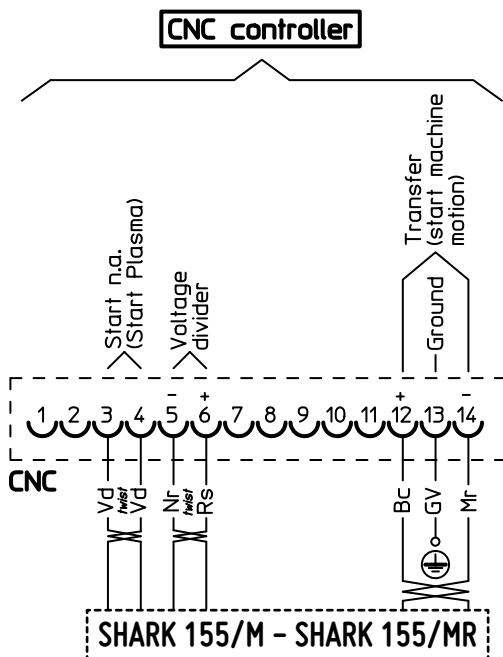 CNC controller
Start n.a.
(Start Plasma)
Voltage
divider
Transfer
(start machine
motion)
Ground
- + + -
1 2 3 4 5 6 7 8 9 10 11 12 13 14
CNC
Vd twist Vd Nr twist Rs Bc GV Mr
SHARK 155/M - SHARK 155/MR